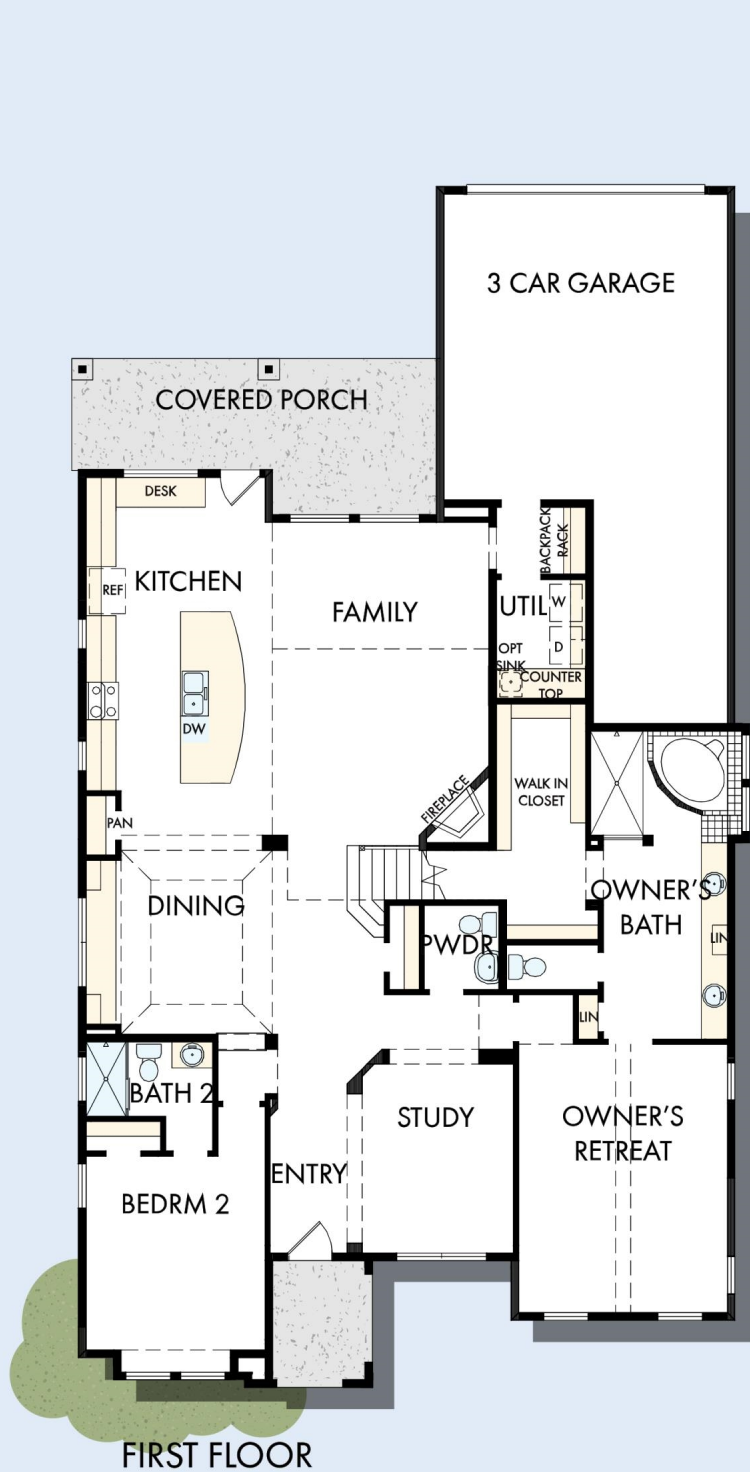 3 CAR GARAGE
COVERED PORCH
DESK
BACKPACK
RACK
REF
KITCHEN
FAMILY
UTIL
W
D
OPT
SINK
COUNTER
TOP
DW
WALK IN
CLOSET
FIREPLACE
PAN
DINING
OWNER'S
BATH
LIN
PWDR
LIN
BATH 2
STUDY
OWNER'S
RETREAT
ENTRY
BEDRM 2
FIRST FLOOR